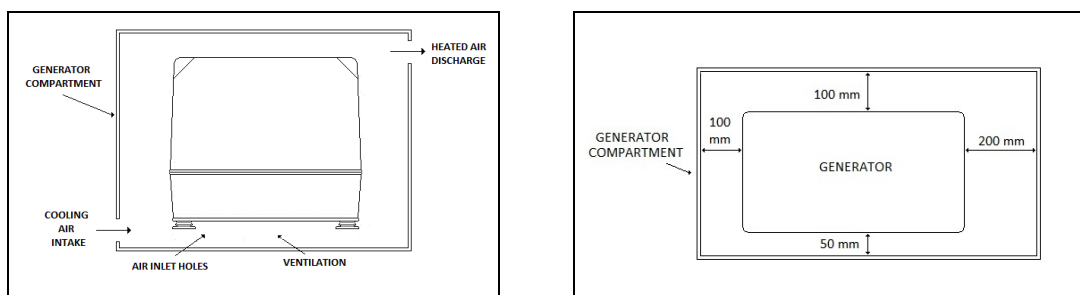 HEATED AIR
DISCHARGE
GENERATOR
COMPARTMENT
COOLING
AIR
INTAKE
AIR INLET HOLES
VENTILATION
100 mm
100
mm
GENERATOR
COMPARTMENT
GENERATOR
200 mm
50 mm